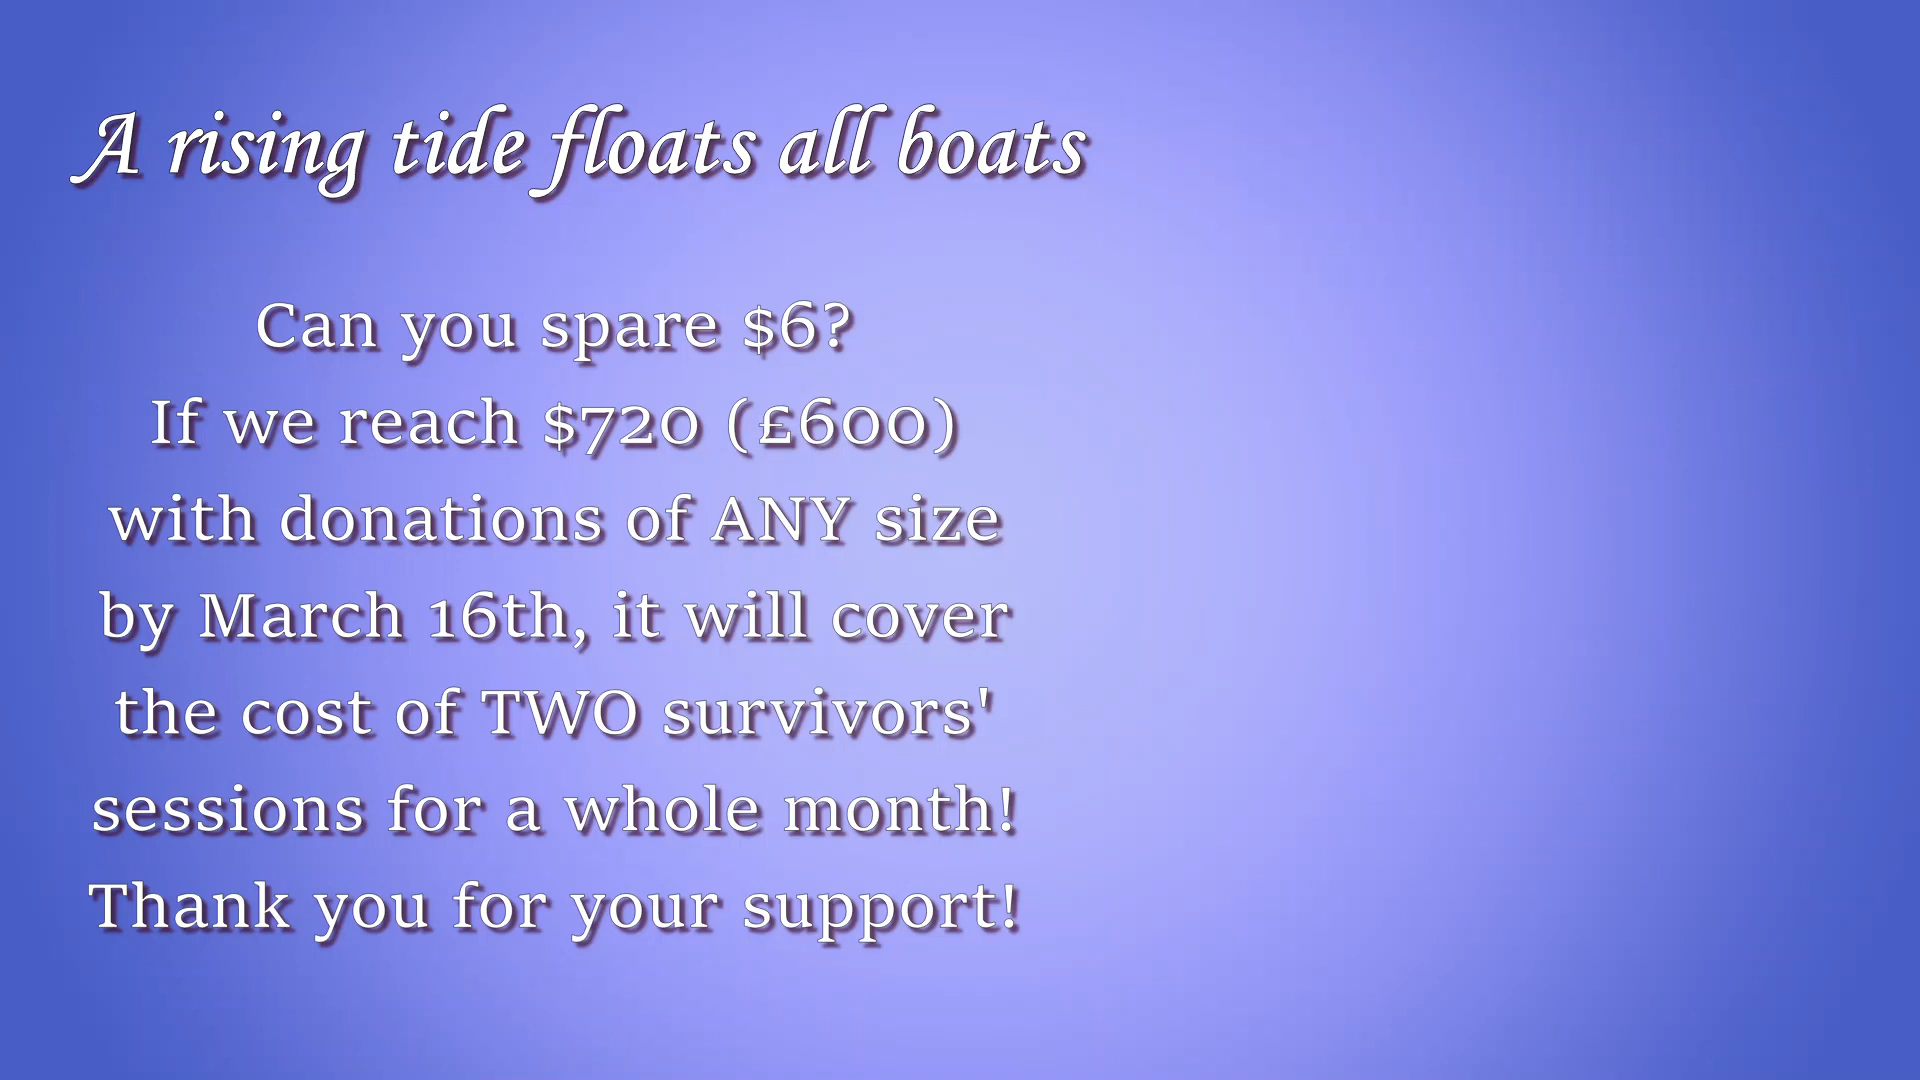 A rising tide floats all boats
Can you spare $6?
If we reach $720 (£600)
with donations of ANY size
by March 16th, it will cover
the cost of TWO survivors'
sessions for a whole month!
Thank you for your support!